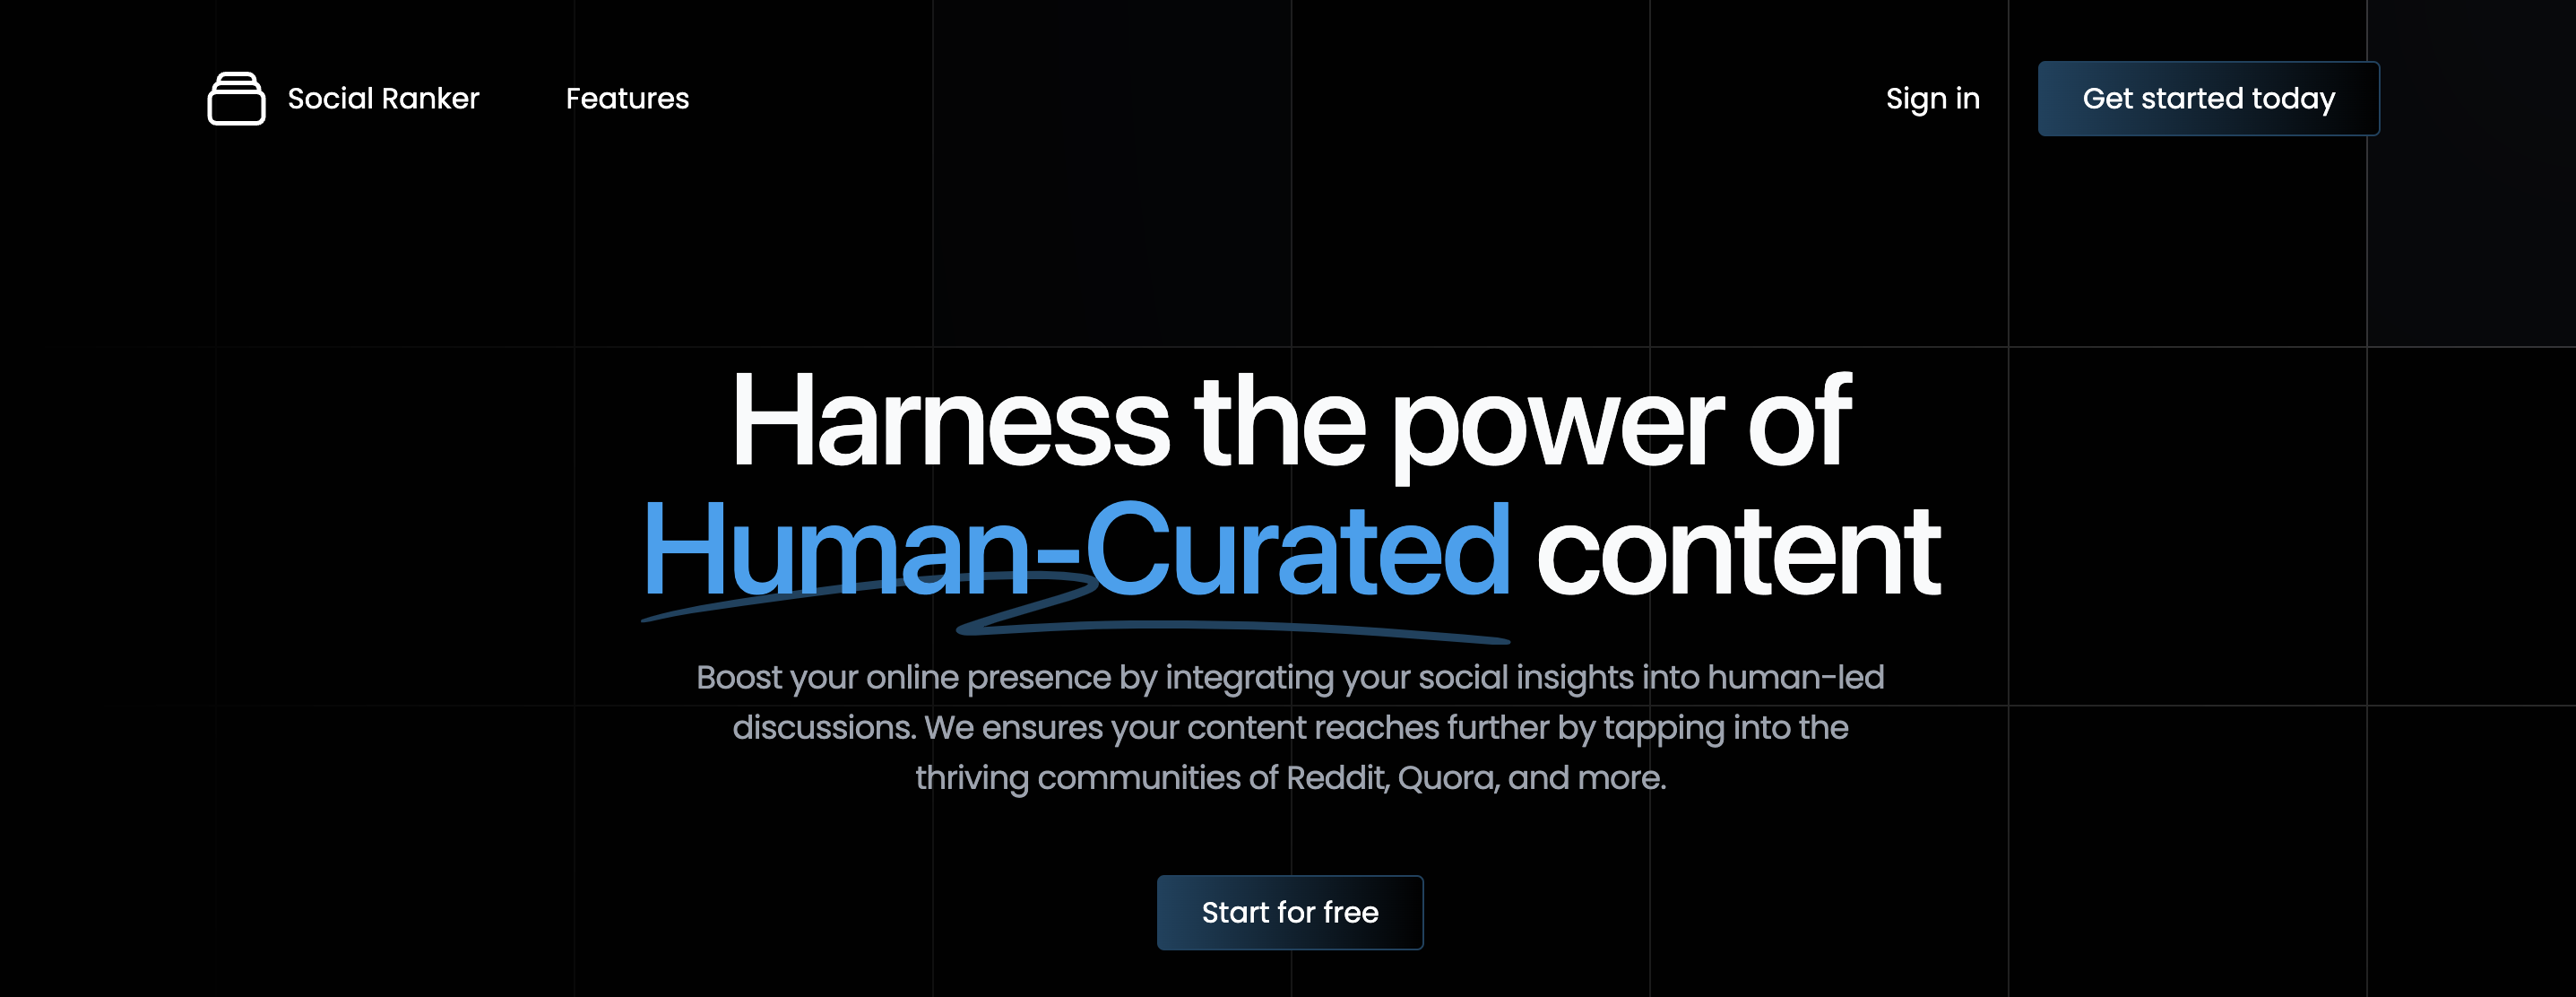 Social Ranker
Features
Sign in
Get started today
Harness the power of
Human-Curated content
Boost your online presence by integrating your social insights into human-led
discussions. We ensures your content reaches further by tapping into the
thriving communities of Reddit, Quora, and more.
Start for free